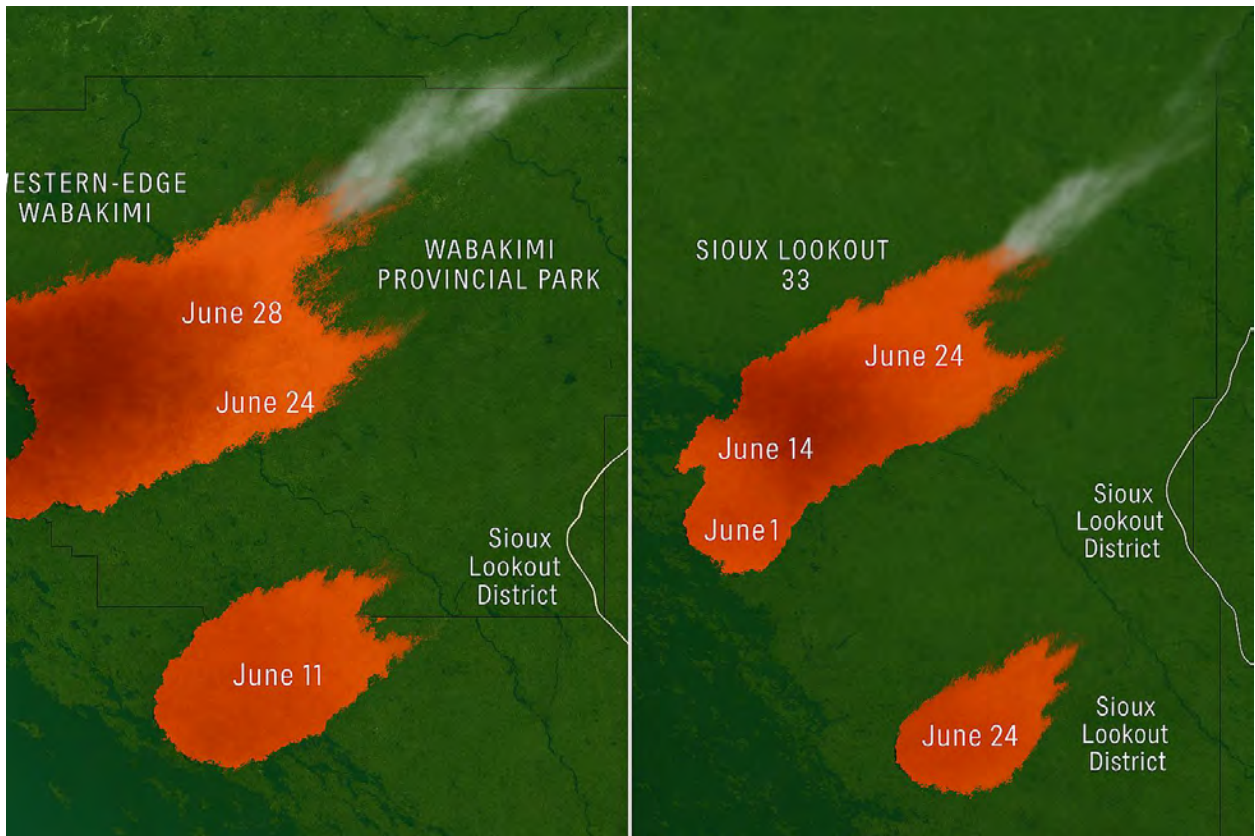 WESTERN-EDGE
WABAKIMI
WABAKIMI
PROVINCIAL PARK
June 28
June 24
Sioux
Lookout
District
June 11
SIOUX LOOKOUT
33
June 24
June 14
June 1
Sioux
Lookout
District
June 24
Sioux
Lookout
District